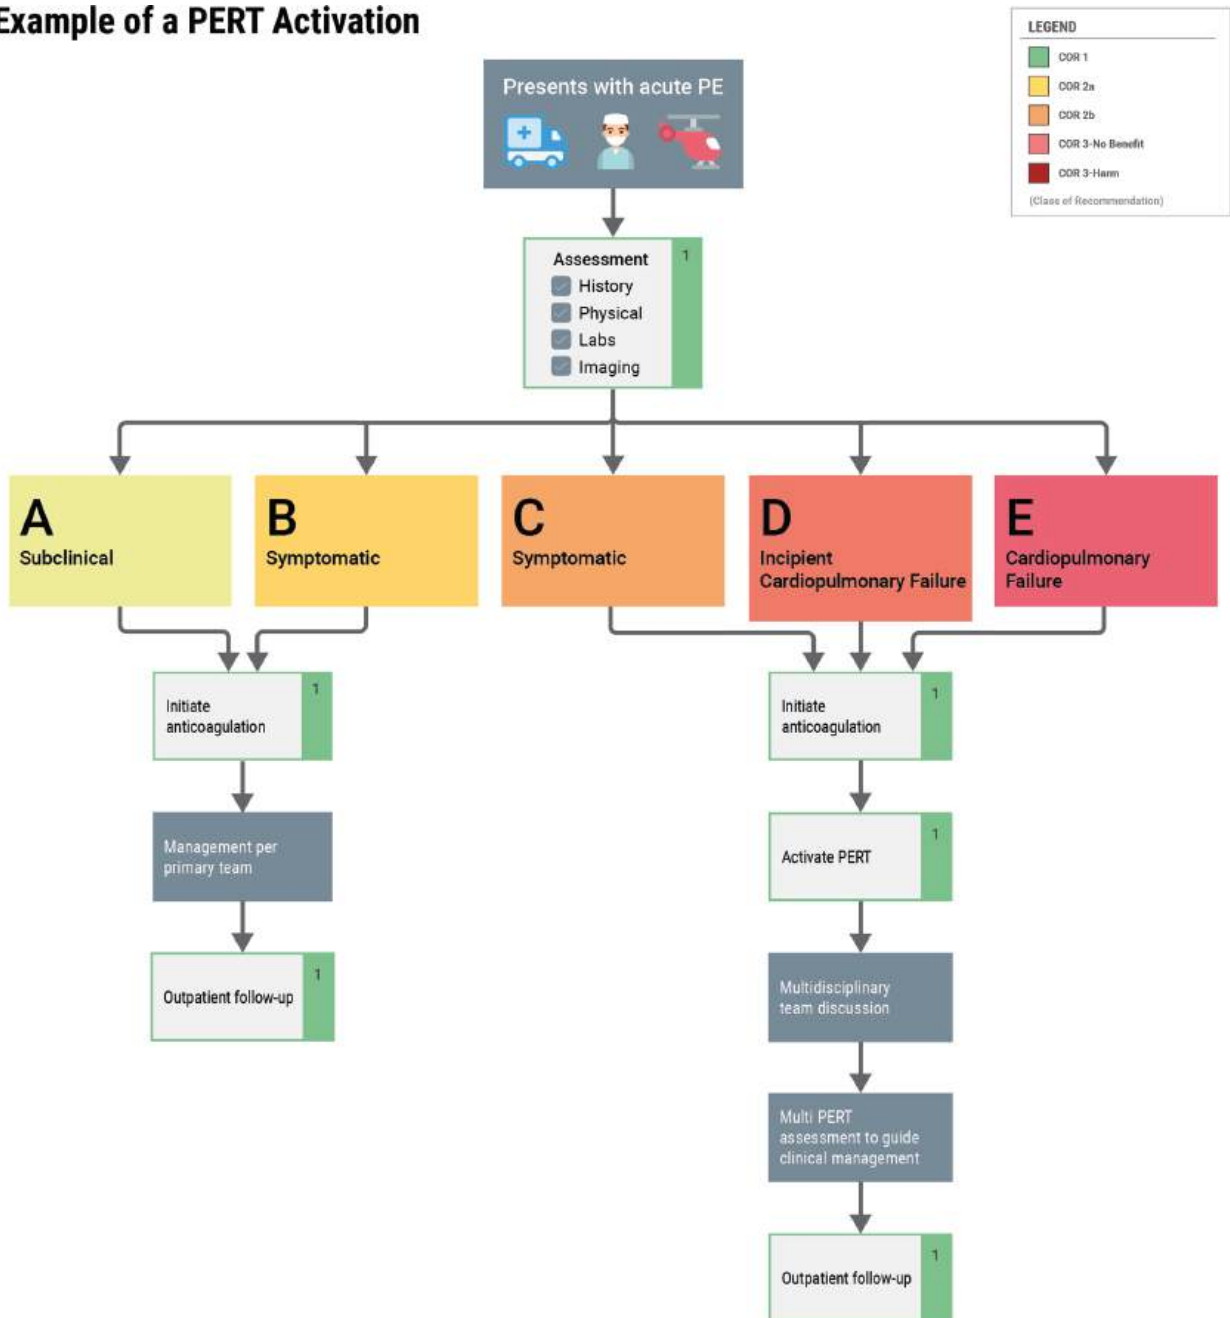 Example of a PERT Activation
LEGEND
COR 1
COR 2a
COR 2b
COR 3-No Benefit
COR 3-Harm
(Class of Recommendation)
Presents with acute PE
Assessment
1
History
Physical
Labs
Imaging
A
Subclinical
B
Symptomatic
C
Symptomatic
D
Incipient
Cardiopulmonary Failure
E
Cardiopulmonary
Failure
Initiate
anticoagulation
1
Management per
primary team
Outpatient follow-up
1
Initiate
anticoagulation
1
Activate PERT
1
Multidisciplinary
team discussion
Multi PERT
assessment to guide
clinical management
Outpatient follow-up
1